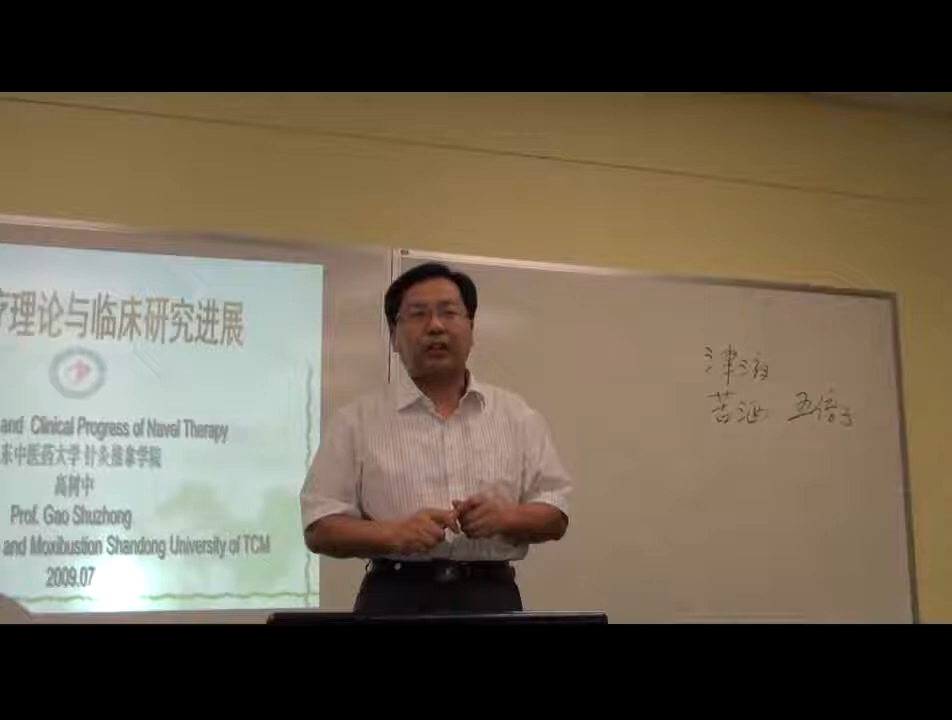 疗理论与临床研究进展
and Clinical Progress of Navel Therapy
东中医药大学 针灸推拿学院
高树中
Prof. Gao Shuzhong
and Moxibustion Shandong University of TCM
2009.07
津液
苦酒 五倍子